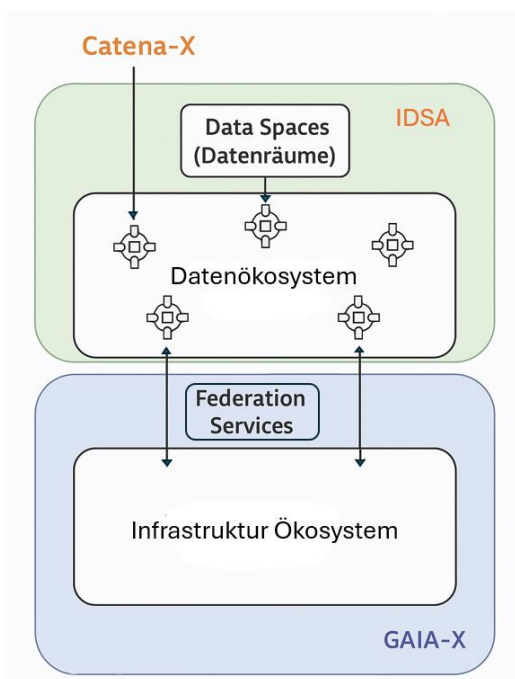 Catena-X
IDSA
Data Spaces
(Datenräume)
Datenökosystem
Federation
Services
Infrastruktur Ökosystem
GAIA-X